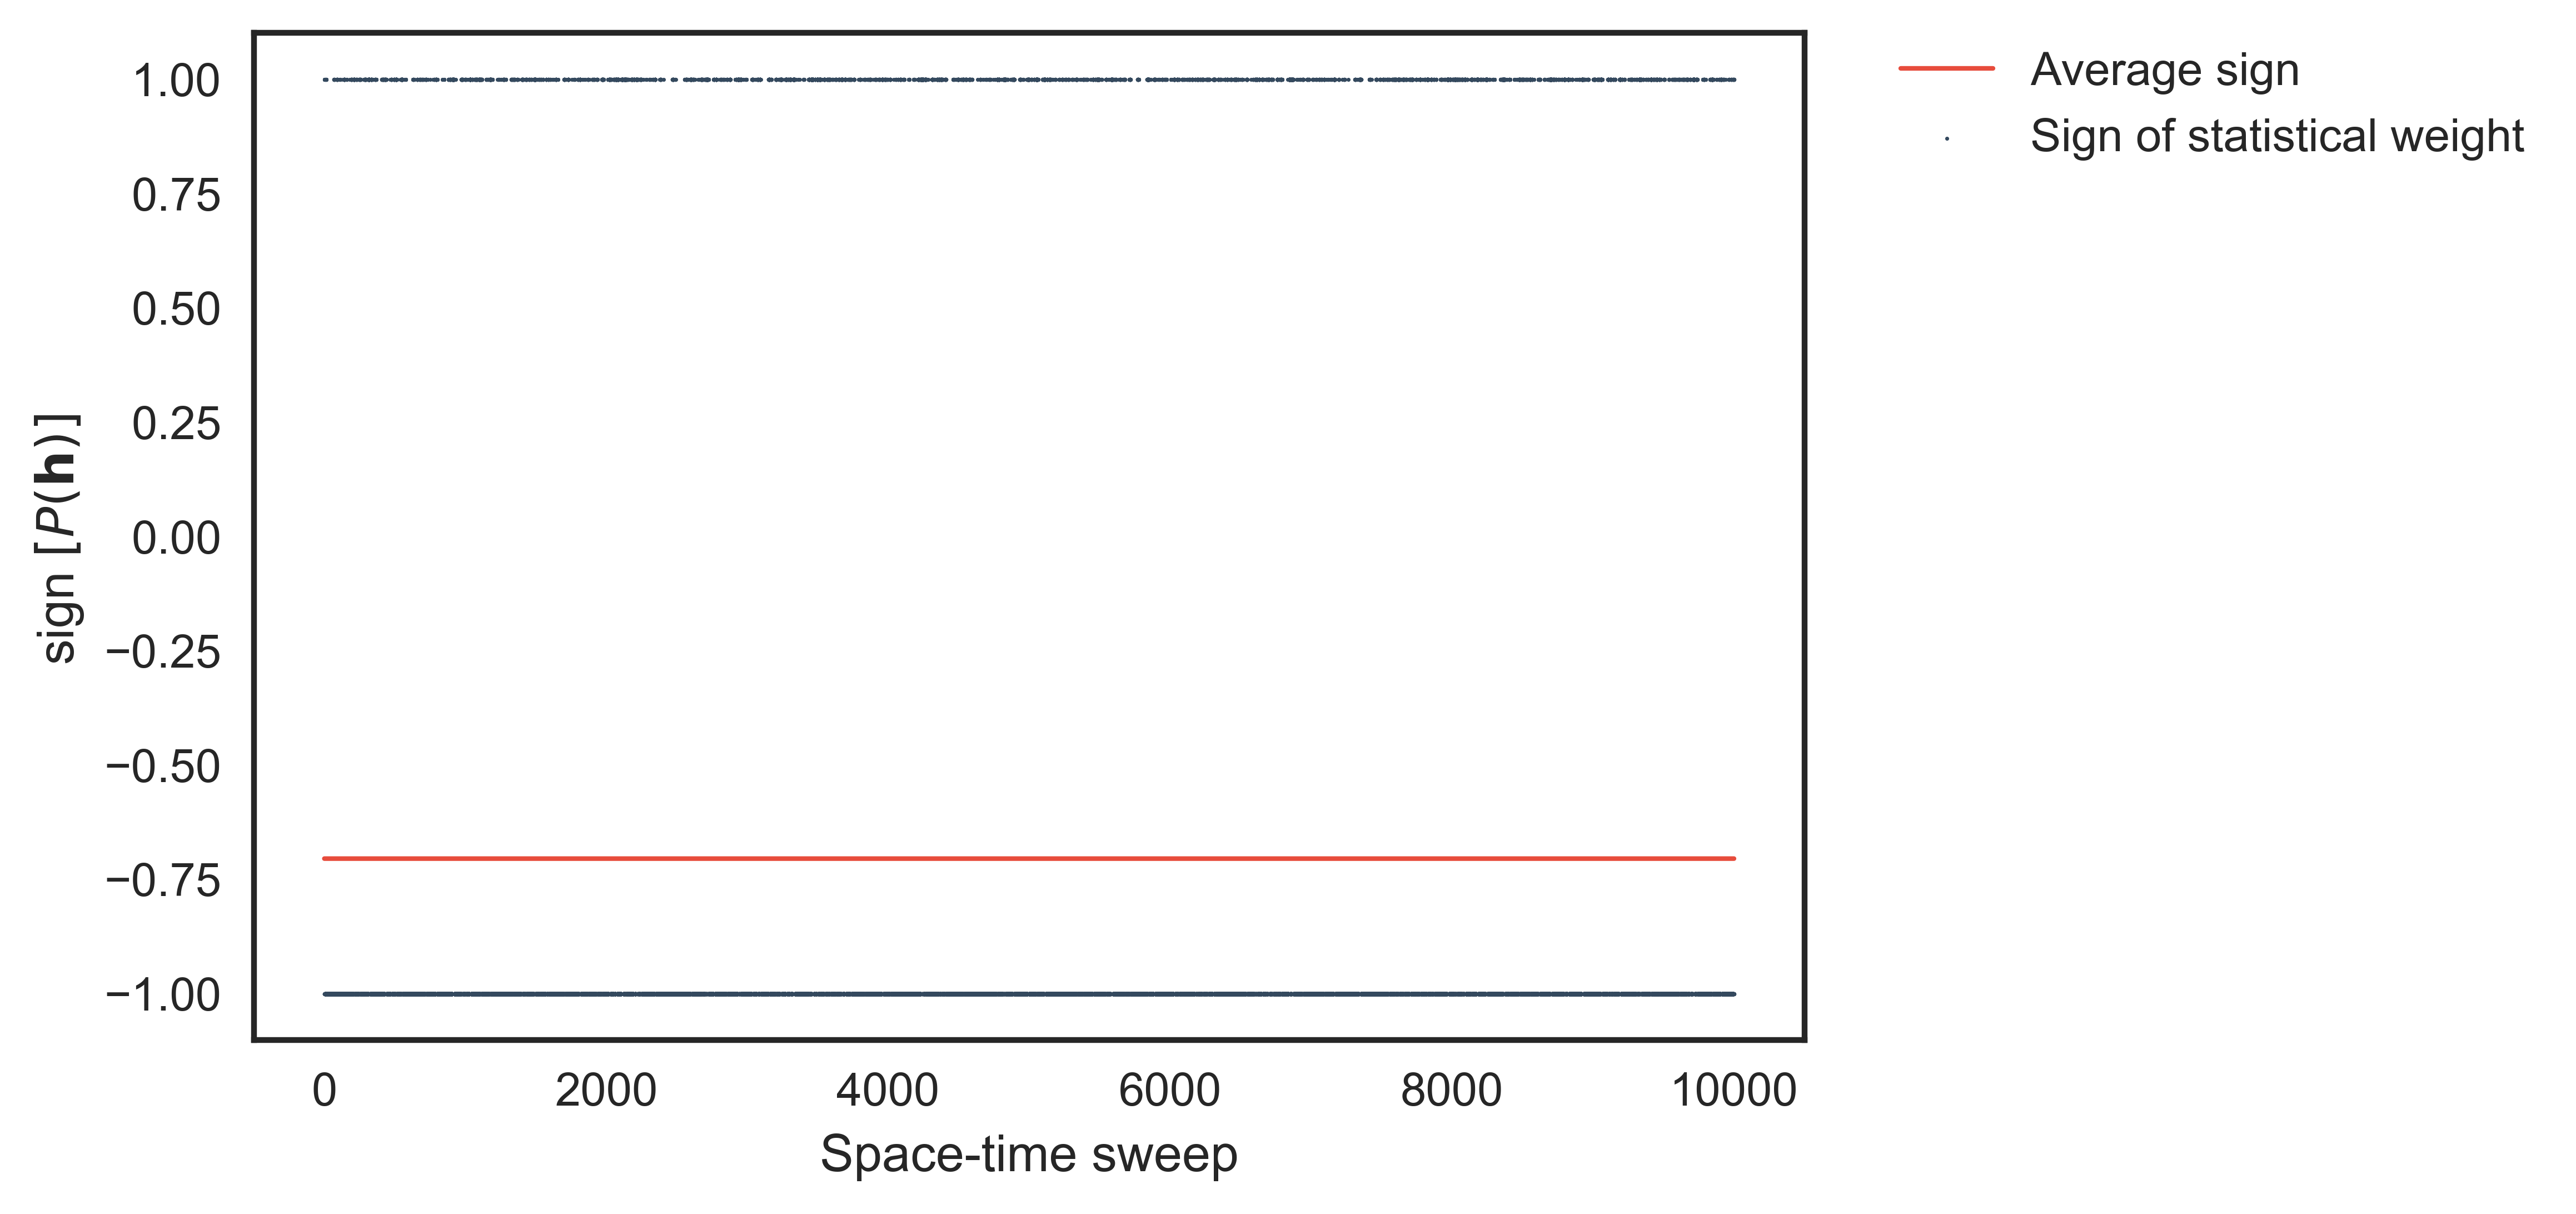 1.00
0.75
0.50
0.25
0.00
−0.25
−0.50
−0.75
−1.00
sign [P(h)]
0 2000 4000 6000 8000 10000
Space-time sweep
Average sign
Sign of statistical weight